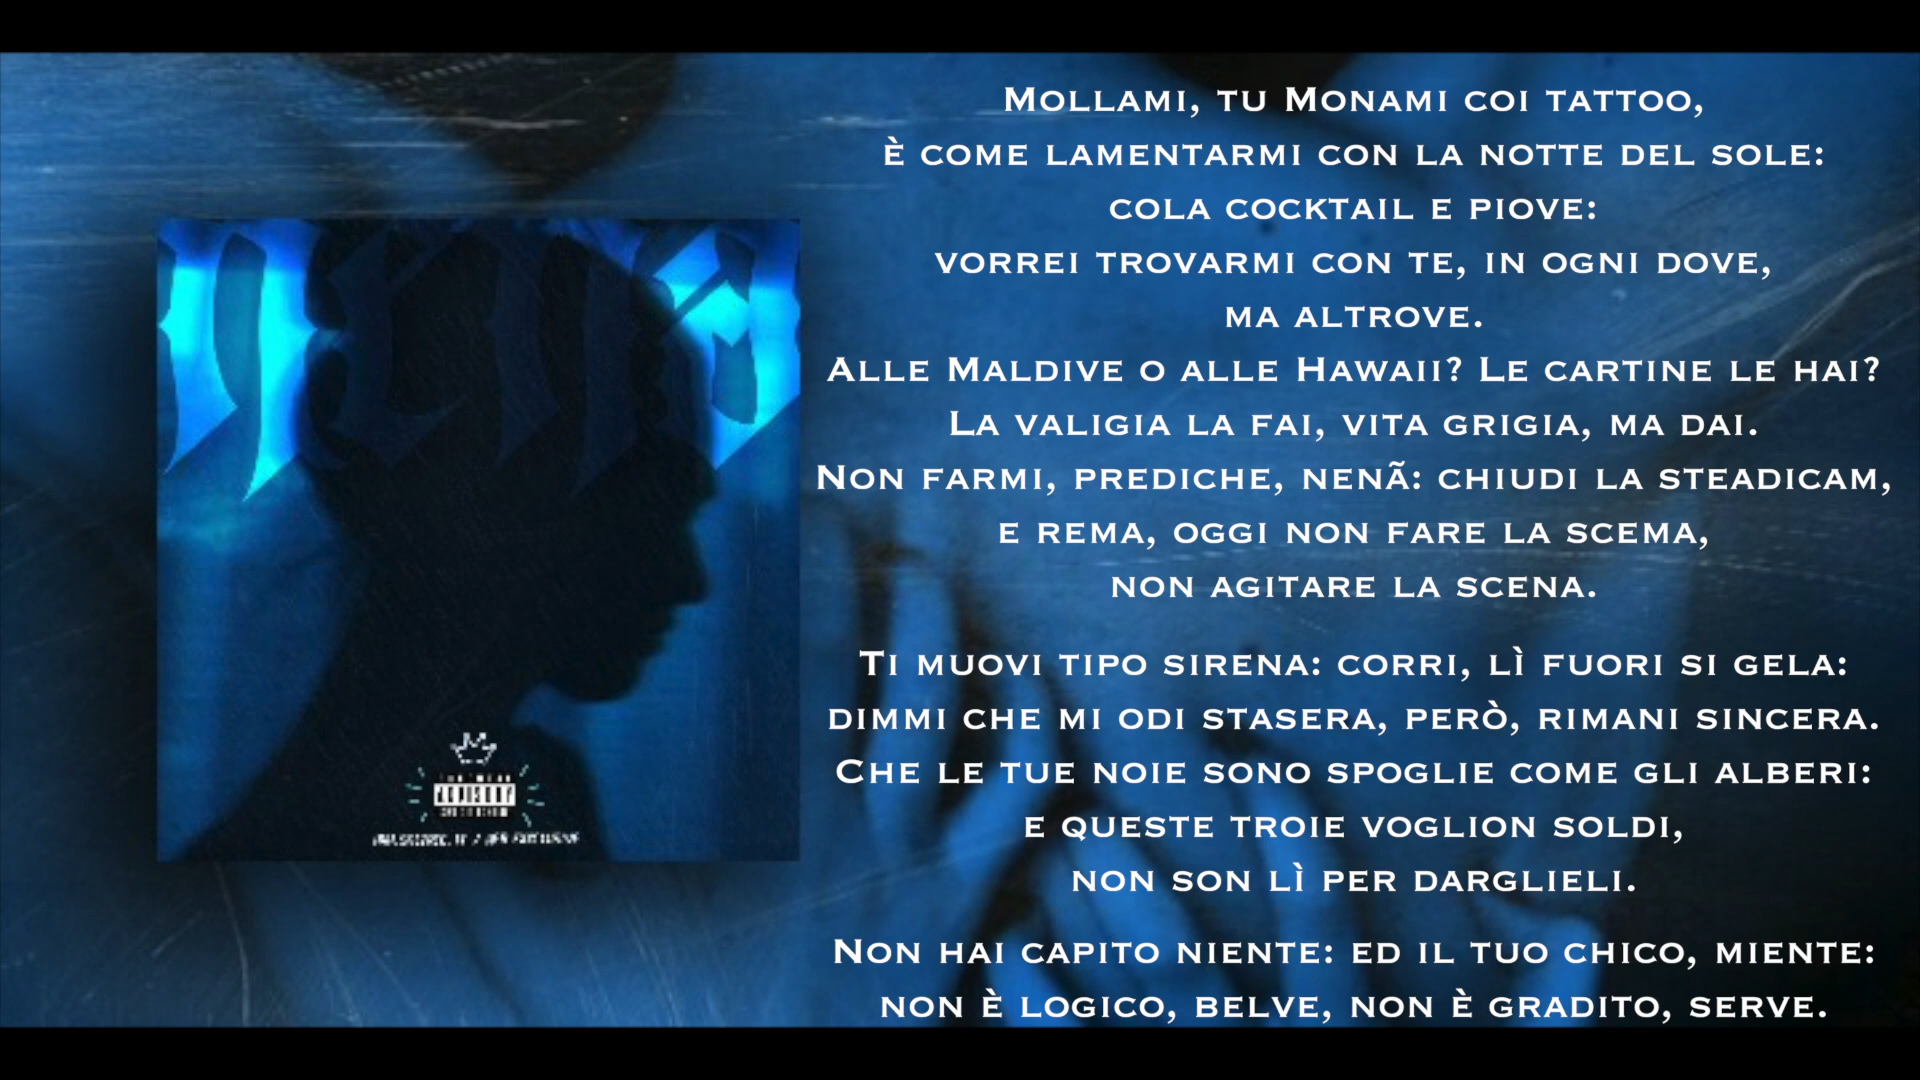 Mollami, tu Monami coi tattoo,
è come lamentarmi con la notte del sole:
cola cocktail e piove:
vorrei trovarmi con te, in ogni dove,
ma altrove.
Alle Maldive o alle Hawaii? Le cartine le hai?
La valigia la fai, vita grigia, ma dai.
Non farmi, prediche, nenã: chiudi la steadicam,
e rema, oggi non fare la scema,
non agitare la scena.
Ti muovi tipo sirena: corri, lì fuori si gela:
dimmi che mi odi stasera, però, rimani sincera.
Che le tue noie sono spoglie come gli alberi:
e queste troie voglion soldi,
non son lì per darglieli.
Non hai capito niente: ed il tuo chico, miente:
non è logico, belve, non è gradito, serve.
ADVISORY